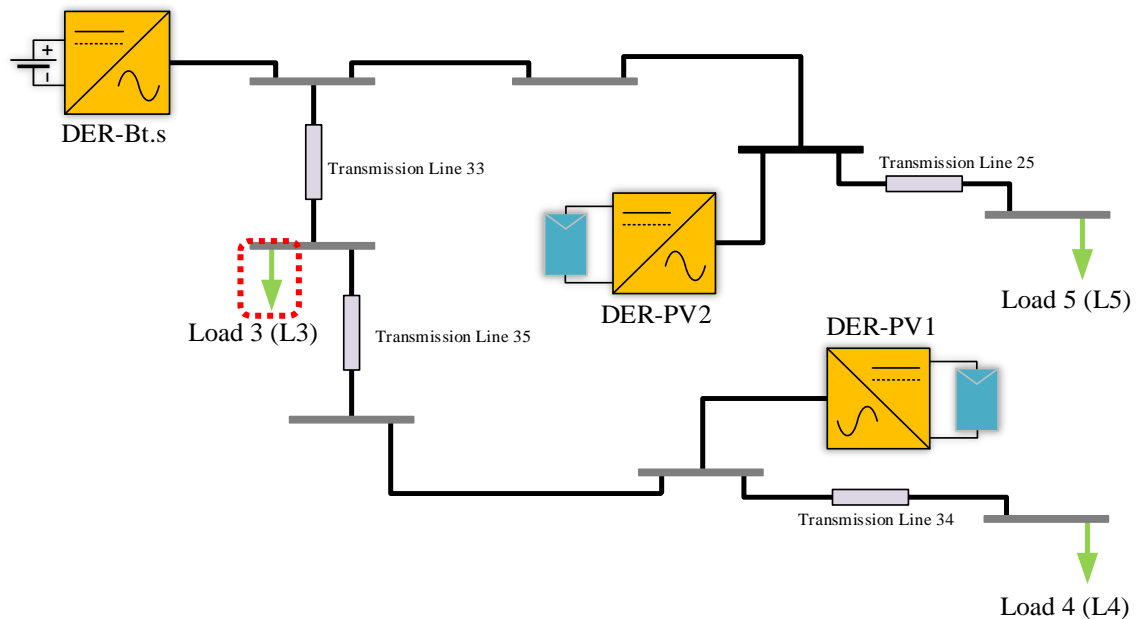 +
-
DER-Bt.s
Transmission Line 33
Transmission Line 25
DER-PV2
Load 5 (L5)
Load 3 (L3)
Transmission Line 35
DER-PV1
Transmission Line 34
Load 4 (L4)